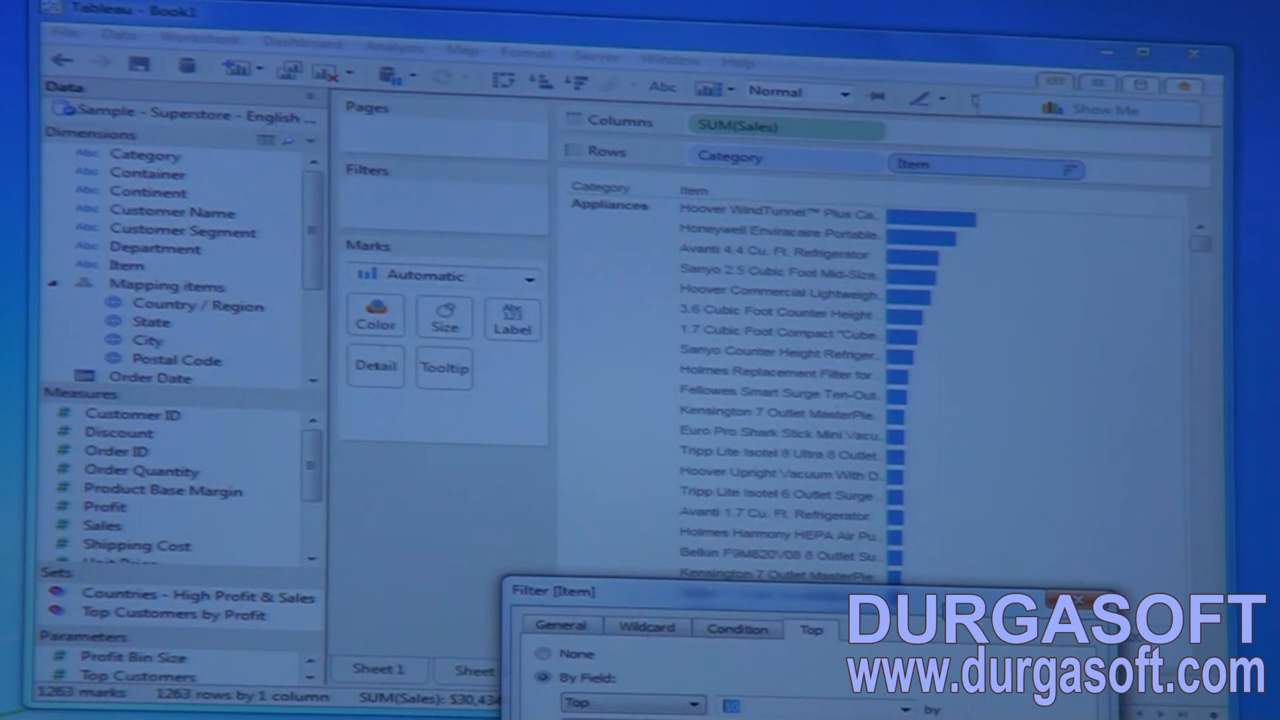 Tableau - Book1
File Data Worksheet Dashboard Analysis Map Format Server Window Help
Abc Normal Show Me
Data
Sample - Superstore - English ...
Dimensions
Abc Category
Abc Container
Abc Continent
Abc Customer Name
Abc Customer Segment
Abc Department
Abc Item
Mapping items
Country / Region
State
City
Postal Code
Order Date
Measures
# Customer ID
# Discount
# Order ID
# Order Quantity
# Product Base Margin
# Profit
# Sales
# Shipping Cost
# Unit Price
Sets
Countries - High Profit & Sales
Top Customers by Profit
Parameters
# Profit Bin Size
# Top Customers
Pages
Filters
Marks
Automatic
Color
Size
Abc
123
Label
Detail
Tooltip
Columns SUM(Sales)
Rows Category Item
Category Item
Appliances
Hoover WindTunnel™ Plus Ca..
Honeywell Enviracaire Portable..
Avanti 4.4 Cu. Ft. Refrigerator
Sanyo 2.5 Cubic Foot Mid-Size..
Hoover Commercial Lightweigh..
3.6 Cubic Foot Counter Height
1.7 Cubic Foot Compact "Cube..
Sanyo Counter Height Refriger..
Holmes Replacement Filter for
Fellowes Smart Surge Ten-Out..
Kensington 7 Outlet MasterPie..
Euro Pro Shark Stick Mini Vacu..
Tripp Lite Isotel 8 Ultra 8 Outlet..
Hoover Upright Vacuum With D..
Tripp Lite Isotel 6 Outlet Surge
Avanti 1.7 Cu. Ft. Refrigerator
Holmes Harmony HEPA Air Pu..
Belkin F9M820V08 8 Outlet Su..
Kensington 7 Outlet MasterPie..
Sheet 1 Sheet
1263 marks 1263 rows by 1 column SUM(Sales): $30,434
Filter [Item]
General Wildcard Condition Top
None
By Field:
Top 10 by
DURGASOFT
www.durgasoft.com